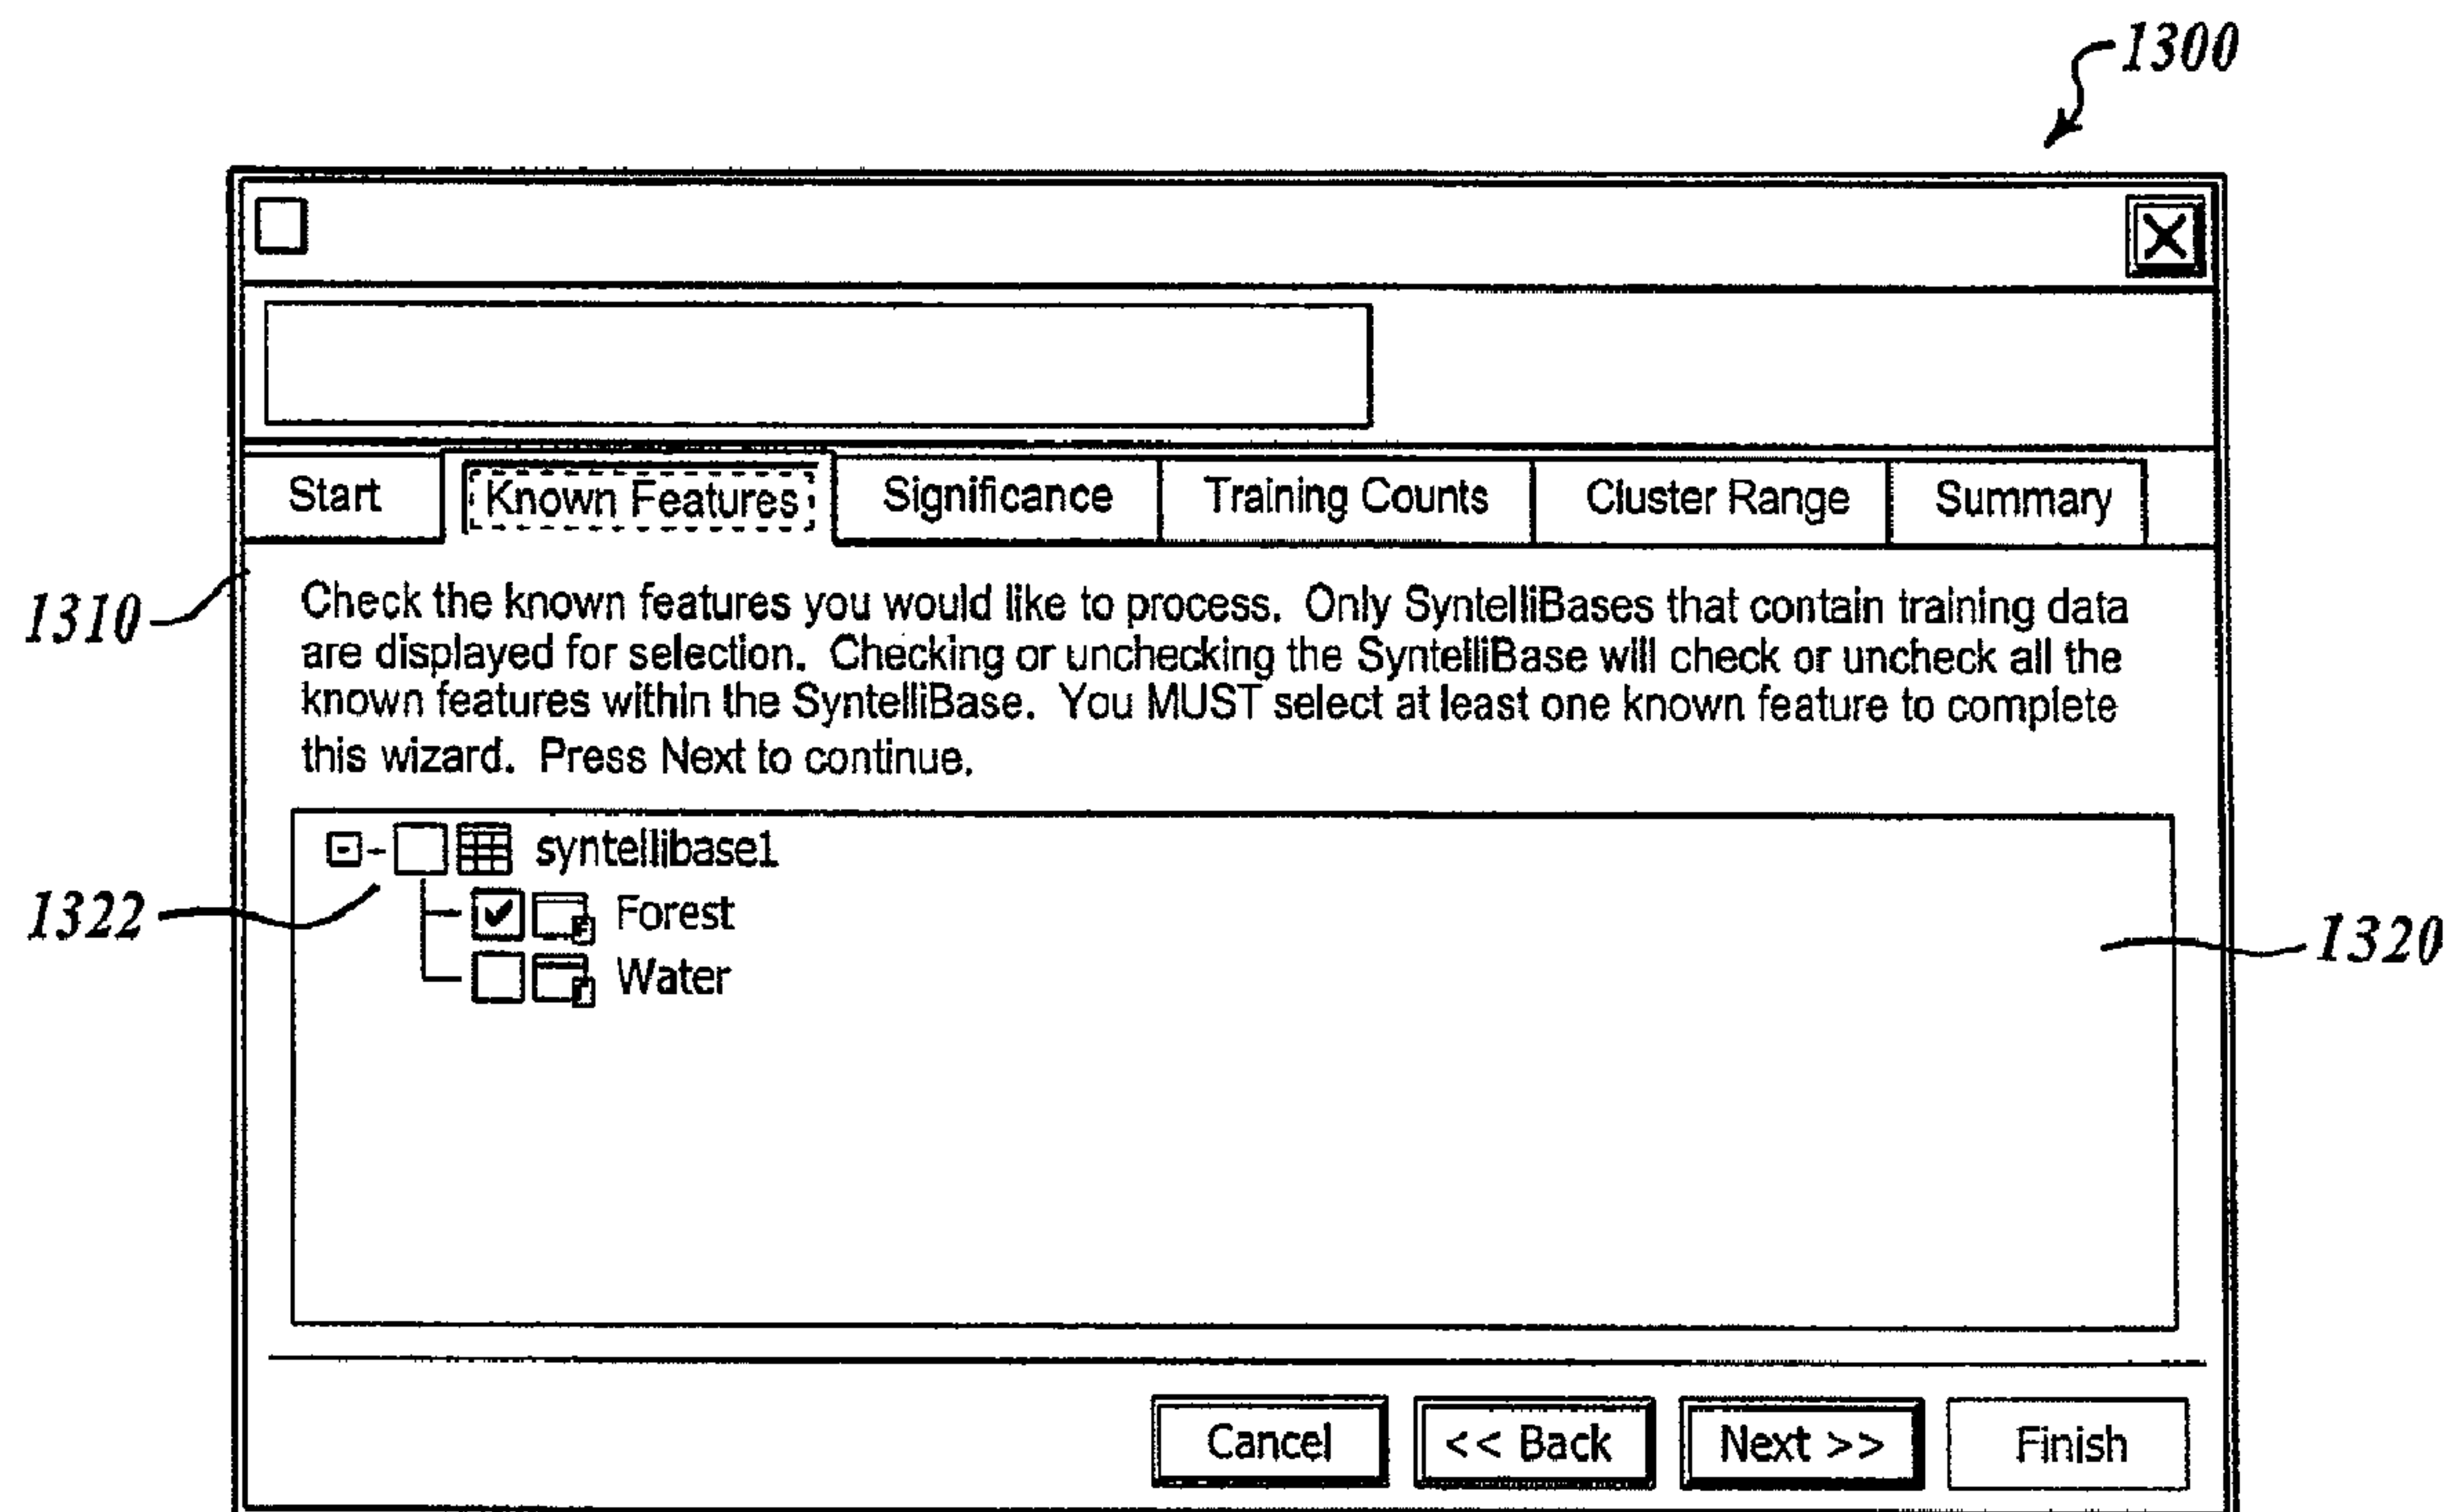 1300
Start Known Features Significance Training Counts Cluster Range Summary
1310
Check the known features you would like to process. Only SyntelliBases that contain training data
are displayed for selection. Checking or unchecking the SyntelliBase will check or uncheck all the
known features within the SyntelliBase. You MUST select at least one known feature to complete
this wizard. Press Next to continue.
syntellibase1
1322
Forest
1320
Water
Cancel << Back Next >> Finish